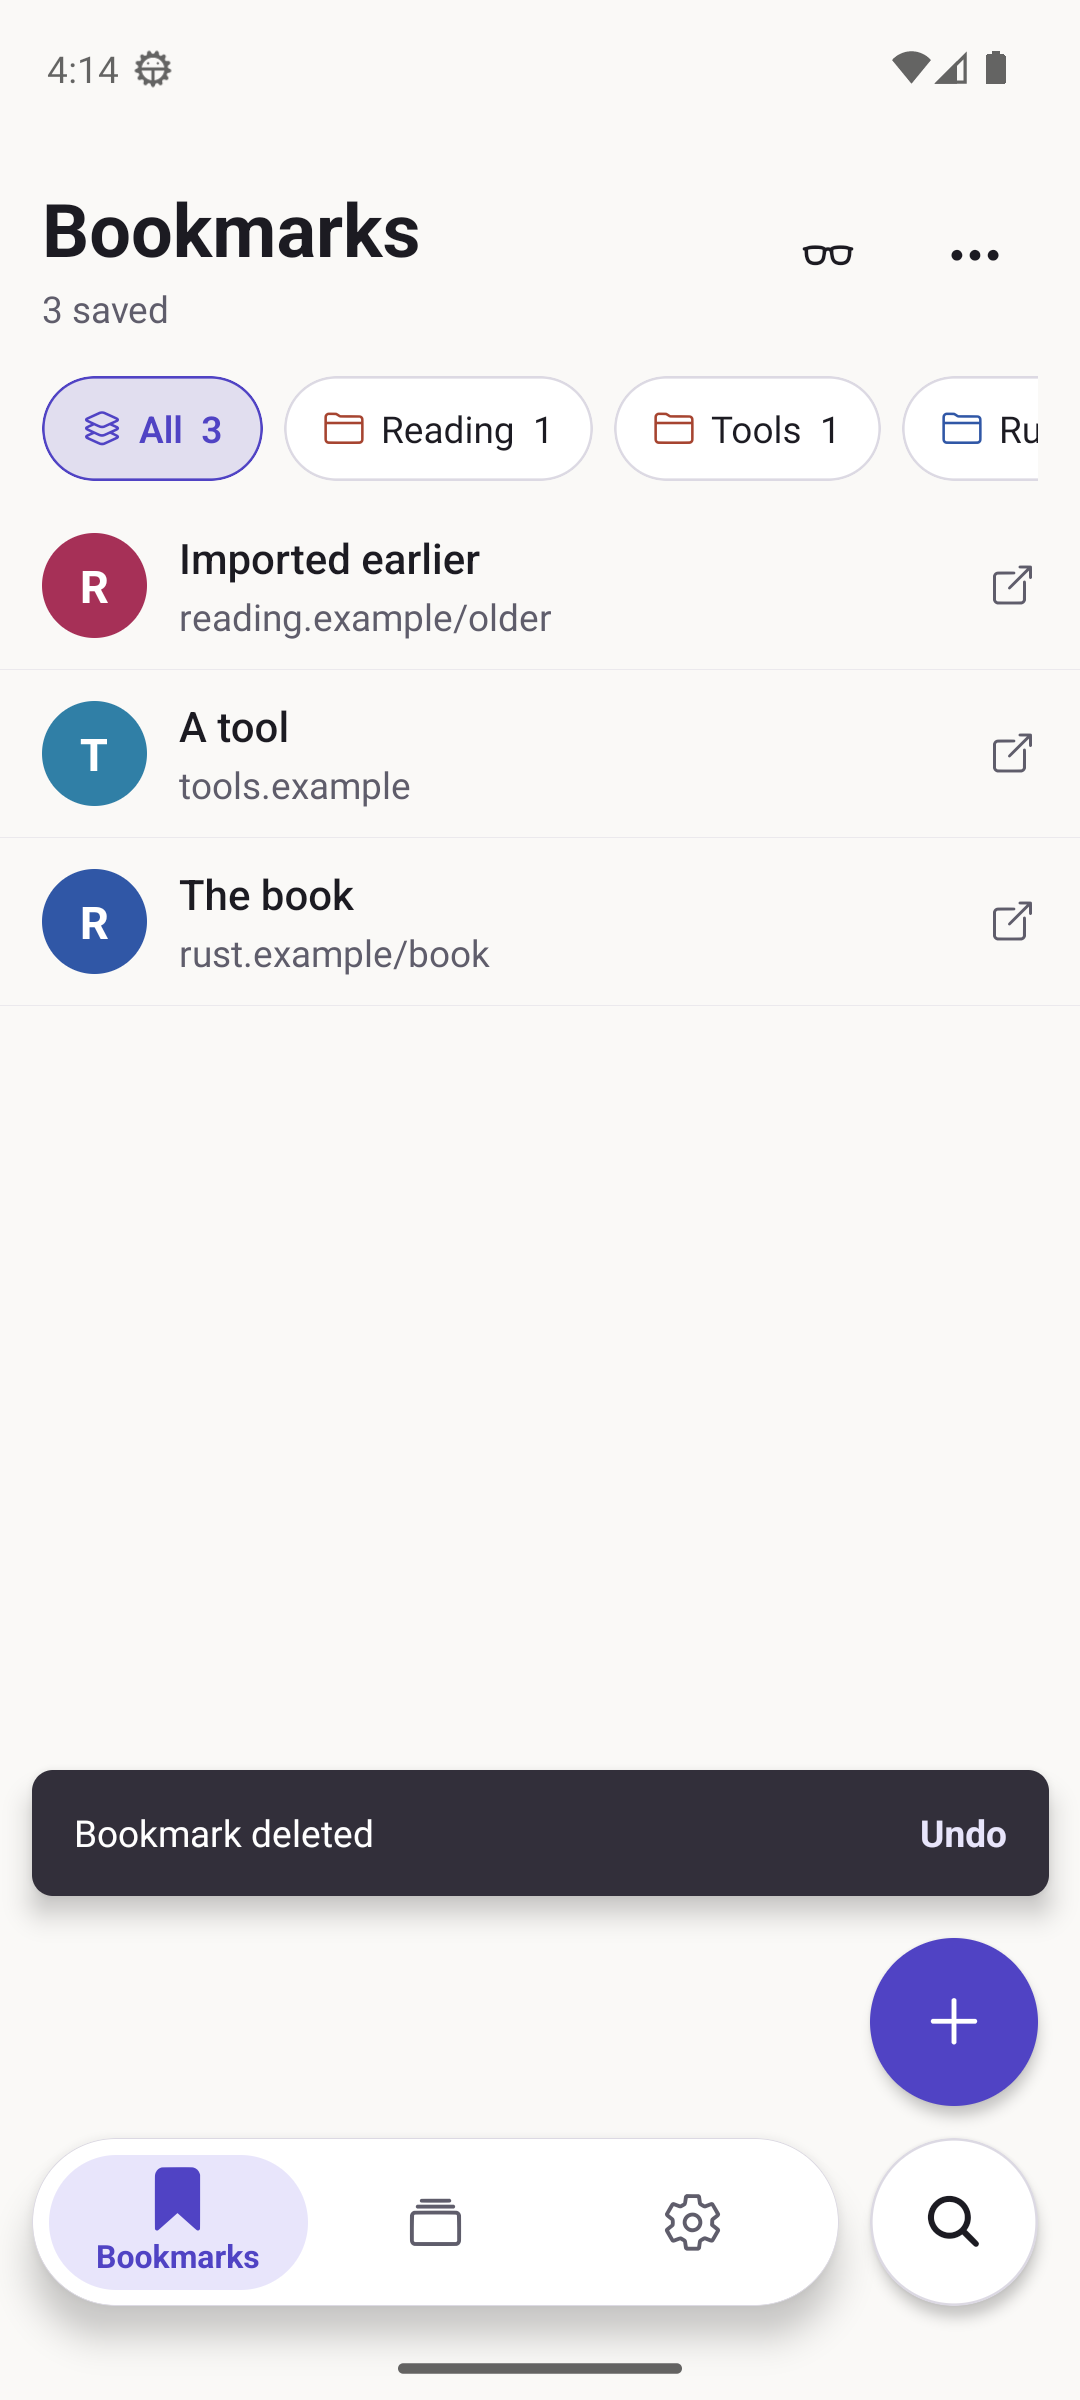 4:14
Bookmarks
3 saved
All 3
Reading 1
Tools 1
Ru
R
Imported earlier
reading.example/older
T
A tool
tools.example
R
The book
rust.example/book
Bookmark deleted
Undo
Bookmarks